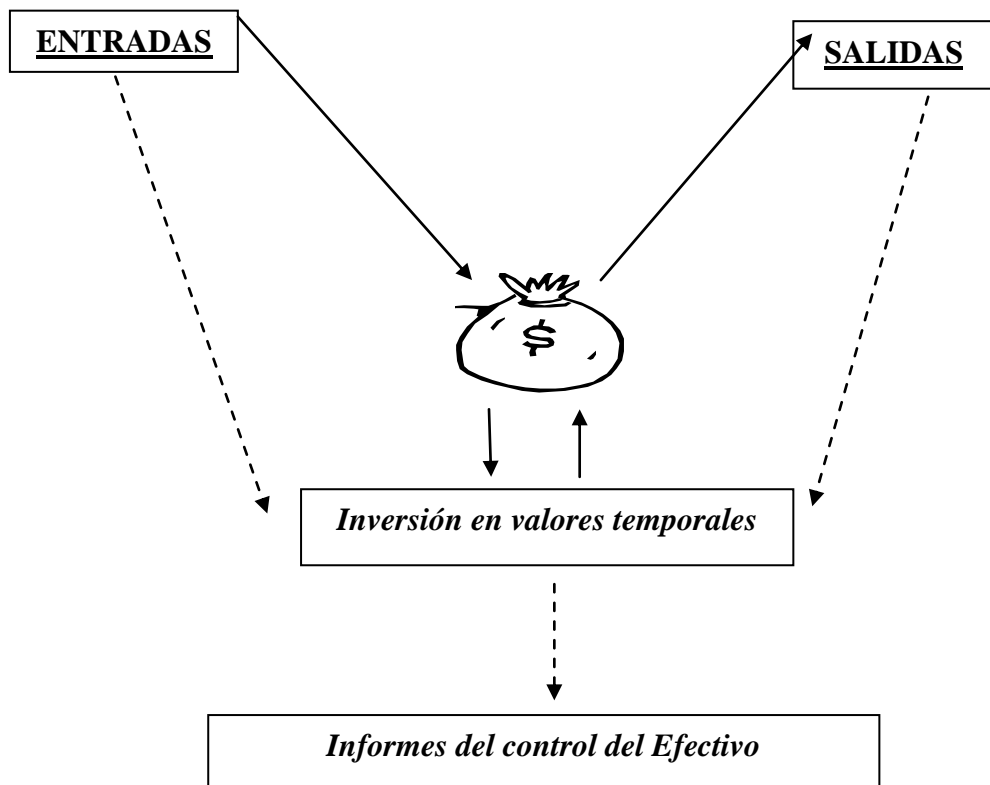 ENTRADAS
SALIDAS
$
Inversión en valores temporales
Informes del control del Efectivo